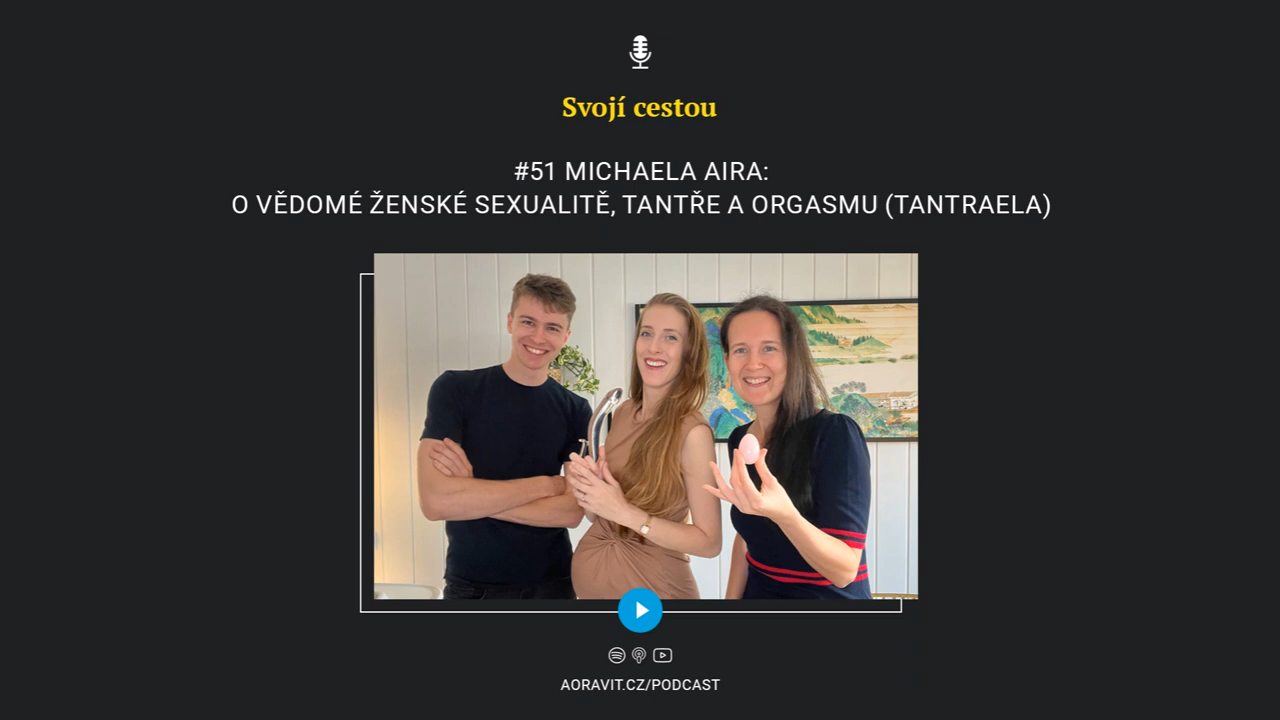 Svojí cestou
#51 MICHAELA AIRA:
O VĚDOMÉ ŽENSKÉ SEXUALITĚ, TANTŘE A ORGASMU (TANTRAELA)
AORAVIT.CZ/PODCAST